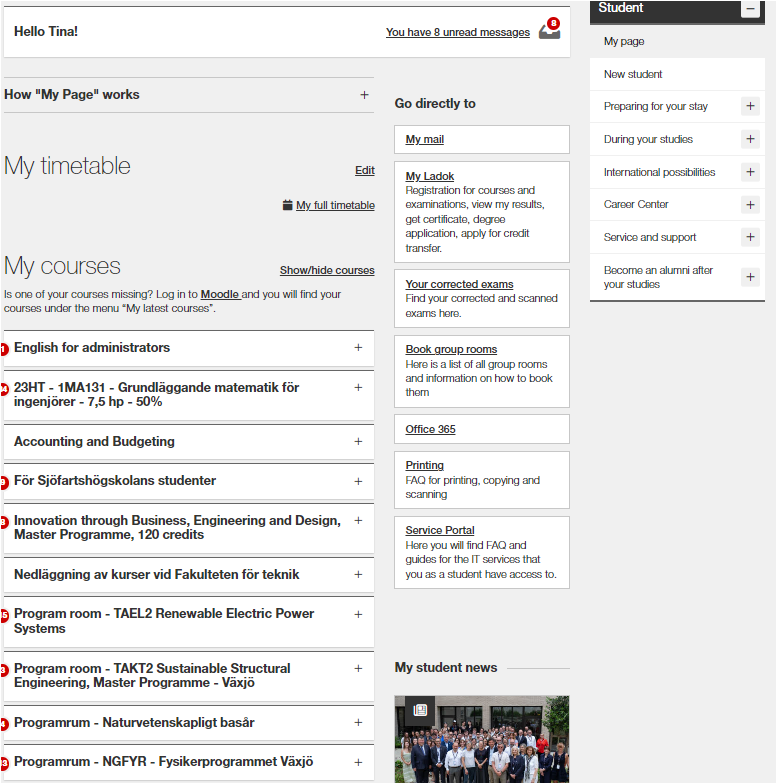 Hello Tina!
You have 8 unread messages
8
How "My Page" works
My timetable
Edit
My full timetable
My courses
Show/hide courses
Is one of your courses missing? Log in to Moodle and you will find your
courses under the menu “My latest courses”.
English for administrators
23HT - 1MA131 - Grundläggande matematik för
ingenjörer - 7,5 hp - 50%
Accounting and Budgeting
För Sjöfartshögskolans studenter
Innovation through Business, Engineering and Design,
Master Programme, 120 credits
Nedläggning av kurser vid Fakulteten för teknik
Program room - TAEL2 Renewable Electric Power
Systems
Program room - TAKT2 Sustainable Structural
Engineering, Master Programme - Växjö
Programrum - Naturvetenskapligt basår
Programrum - NGFYR - Fysikerprogrammet Växjö
Go directly to
My mail
My Ladok
Registration for courses and
examinations, view my results,
get certificate, degree
application, apply for credit
transfer.
Your corrected exams
Find your corrected and scanned
exams here.
Book group rooms
Here is a list of all group rooms
and information on how to book
them
Office 365
Printing
FAQ for printing, copying and
scanning
Service Portal
Here you will find FAQ and
guides for the IT services that
you as a student have access to.
My student news
Student
My page
New student
Preparing for your stay
During your studies
International possibilities
Career Center
Service and support
Become an alumni after
your studies